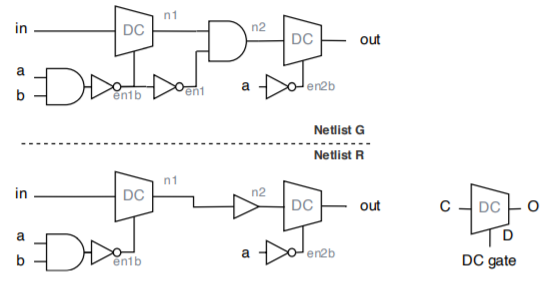 in
DC
n1
n2
DC
out
a
b
en1b
en1
a
en2b
Netlist G
Netlist R
in
DC
n1
n2
DC
out
a
b
en1b
a
en2b
C
DC
O
D
DC gate